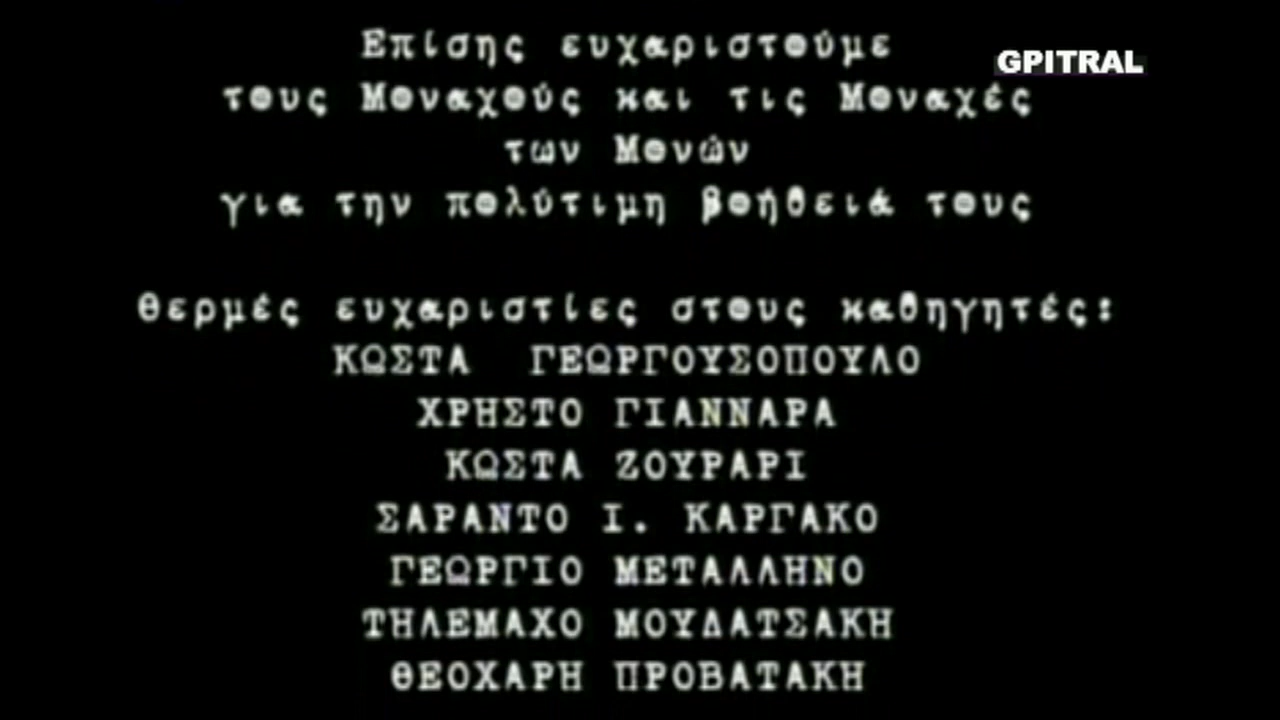 Επίσης ευχαριστούμε
GPITRAL
τους Μοναχούς και τις Μοναχές
των Μονών
για την πολύτιμη βοήθειά τους
θερμές ευχαριστίες στους καθηγητές:
ΚΩΣΤΑ ΓΕΩΡΓΟΥΣΟΠΟΥΛΟ
ΧΡΗΣΤΟ ΓΙΑΝΝΑΡΑ
ΚΩΣΤΑ ΖΟΥΡΑΡΙ
ΣΑΡΑΝΤΟ Ι. ΚΑΡΓΑΚΟ
ΓΕΩΡΓΙΟ ΜΕΤΑΛΛΗΝΟ
ΤΗΛΕΜΑΧΟ ΜΟΥΔΑΤΣΑΚΗ
ΘΕΟΧΑΡΗ ΠΡΟΒΑΤΑΚΗ